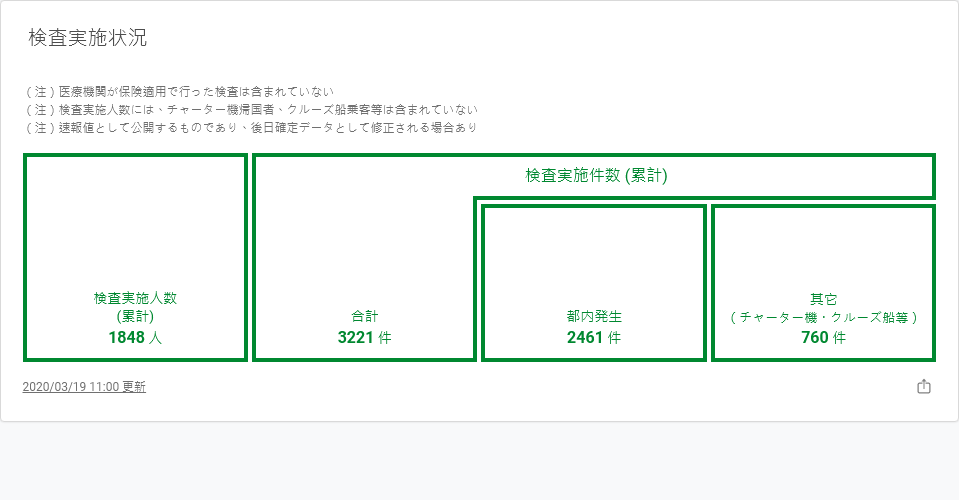 検査実施状況
(注) 医療機関が保険適用で行った検査は含まれていない
(注) 検査実施人数には、チャーター機帰国者、クルーズ船乗客等は含まれていない
(注) 速報値として公開するものであり、後日確定データとして修正される場合あり
検査実施件数 (累計)
検査実施人数
(累計)
1848 人
合計
3221 件
都内発生
2461 件
其它
(チャーター機・クルーズ船等)
760 件
2020/03/19 11:00 更新